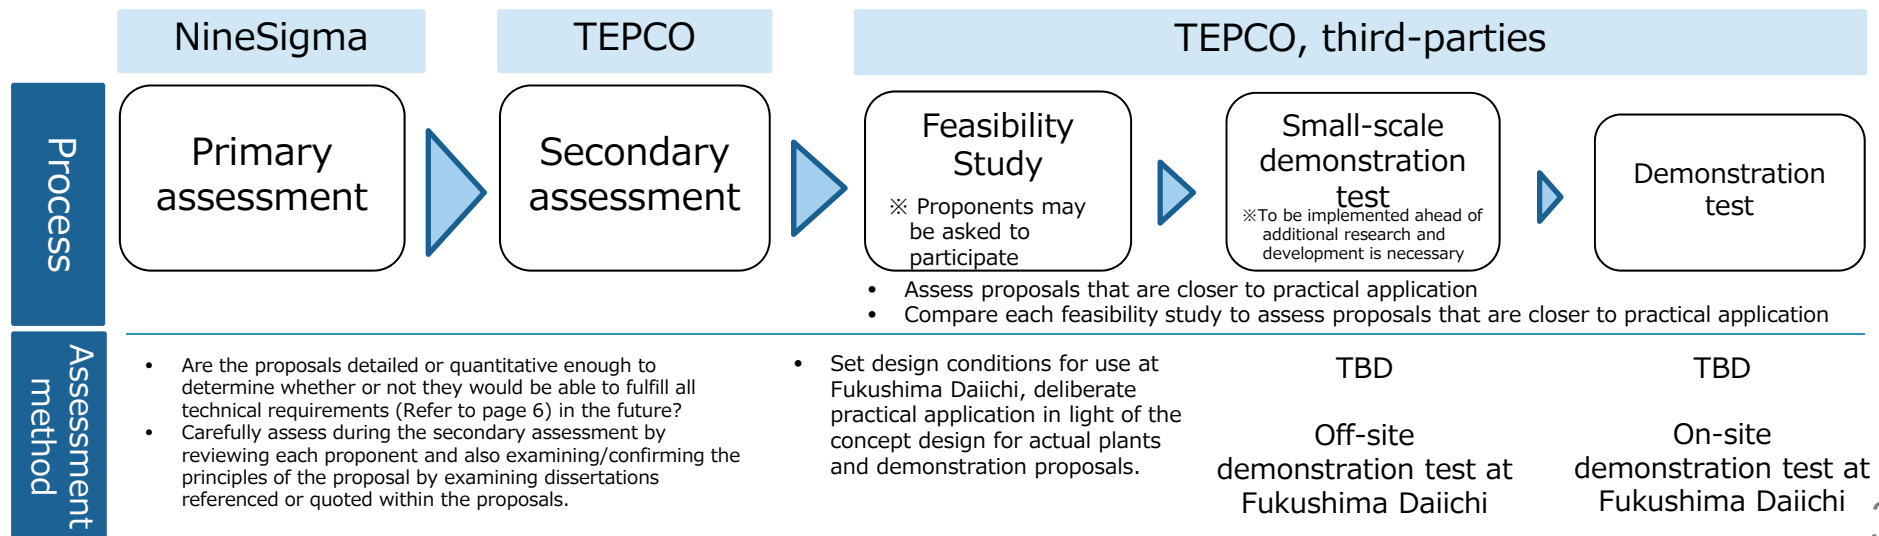 NineSigma
TEPCO
TEPCO, third-parties
Process
Primary
assessment
Secondary
assessment
Feasibility
Study
※ Proponents may
be asked to
participate
Small-scale
demonstration
test
※To be implemented ahead of
additional research and
development is necessary
Demonstration
test
• Assess proposals that are closer to practical application
• Compare each feasibility study to assess proposals that are closer to practical application
Assessment
method
• Are the proposals detailed or quantitative enough to
determine whether or not they would be able to fulfill all
technical requirements (Refer to page 6) in the future?
• Carefully assess during the secondary assessment by
reviewing each proponent and also examining/confirming the
principles of the proposal by examining dissertations
referenced or quoted within the proposals.
• Set design conditions for use at
Fukushima Daiichi, deliberate
practical application in light of the
concept design for actual plants
and demonstration proposals.
TBD
Off-site
demonstration test at
Fukushima Daiichi
TBD
On-site
demonstration test at
Fukushima Daiichi